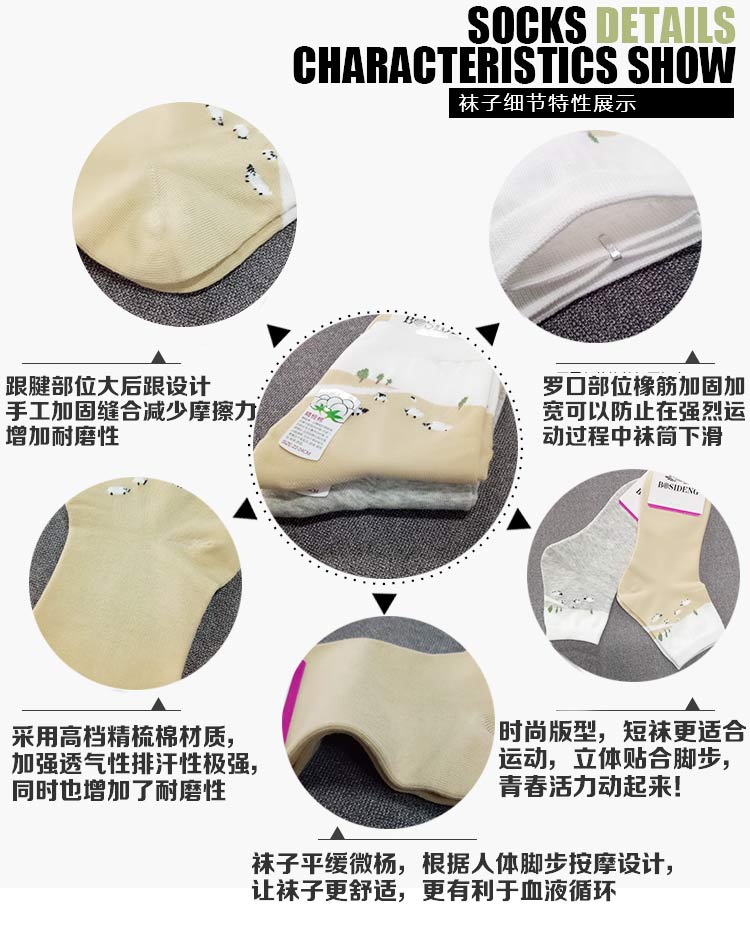 SOCKS DETAILS
CHARACTERISTICS SHOW
袜子细节特性展示
跟腱部位大后跟设计
手工加固缝合减少摩擦力
增加耐磨性
罗口部位橡筋加固加
宽可以防止在强烈运
动过程中袜筒下滑
SIZE:22-24CM
BOSIDENG
采用高档精梳棉材质，
加强透气性排汗性极强，
同时也增加了耐磨性
时尚版型，短袜更适合
运动，立体贴合脚步，
青春活力动起来！
袜子平缓微杨，根据人体脚步按摩设计，
让袜子更舒适，更有利于血液循环